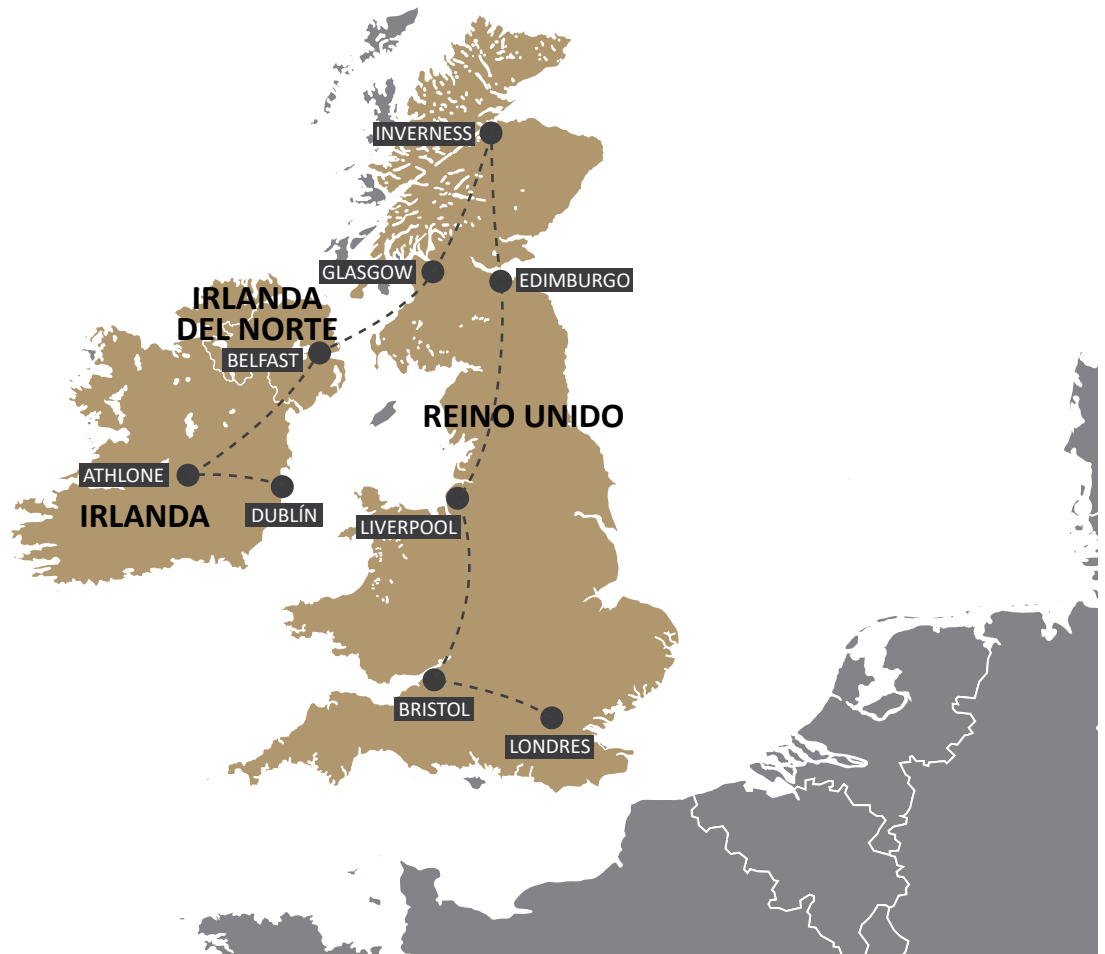 INVERNESS
GLASGOW
EDIMBURGO
IRLANDA
DEL NORTE
BELFAST
REINO UNIDO
ATHLONE
IRLANDA
DUBLÍN
LIVERPOOL
BRISTOL
LONDRES